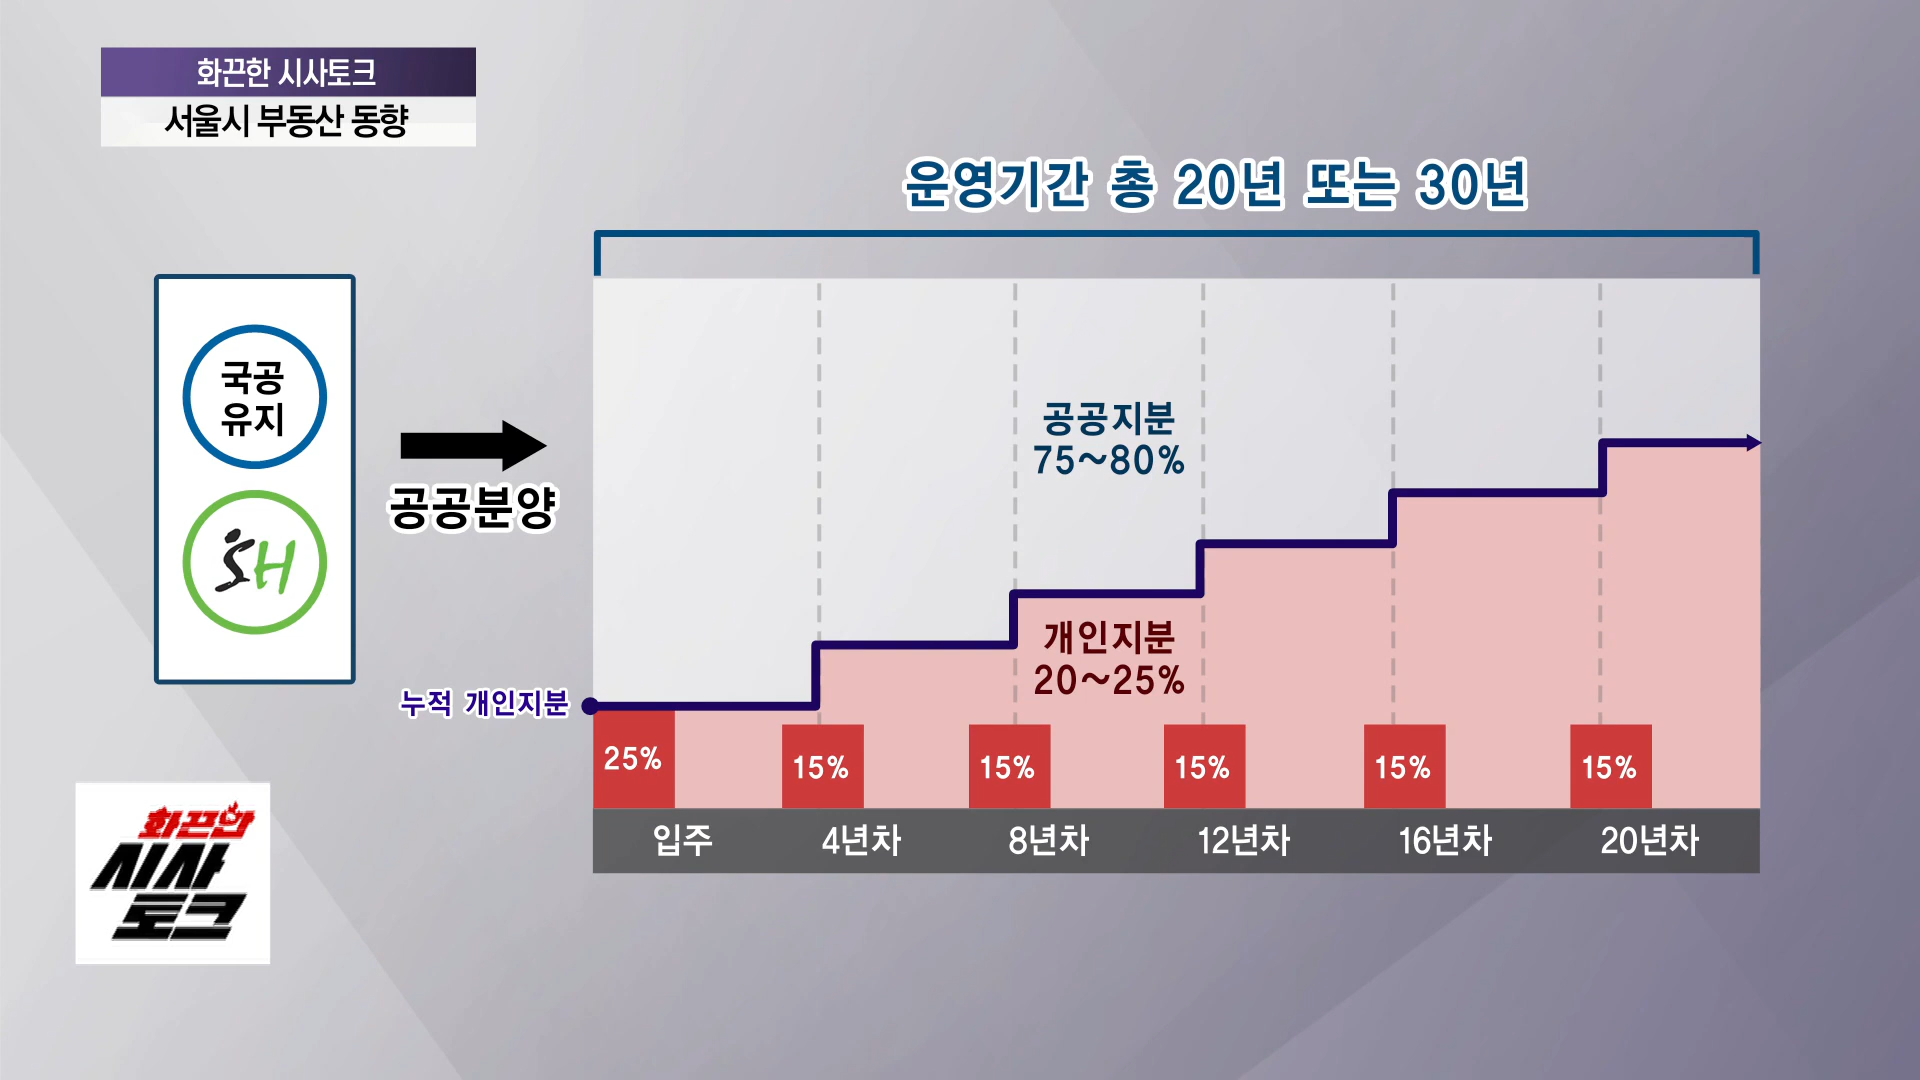 화끈한 시사토크
서울시 부동산 동향
운영기간 총 20년 또는 30년
국공
유지
SH
공공분양
공공지분
75~80%
개인지분
20~25%
누적 개인지분
25%
15%
15%
15%
15%
15%
입주
4년차
8년차
12년차
16년차
20년차
화끈한
시사
토크